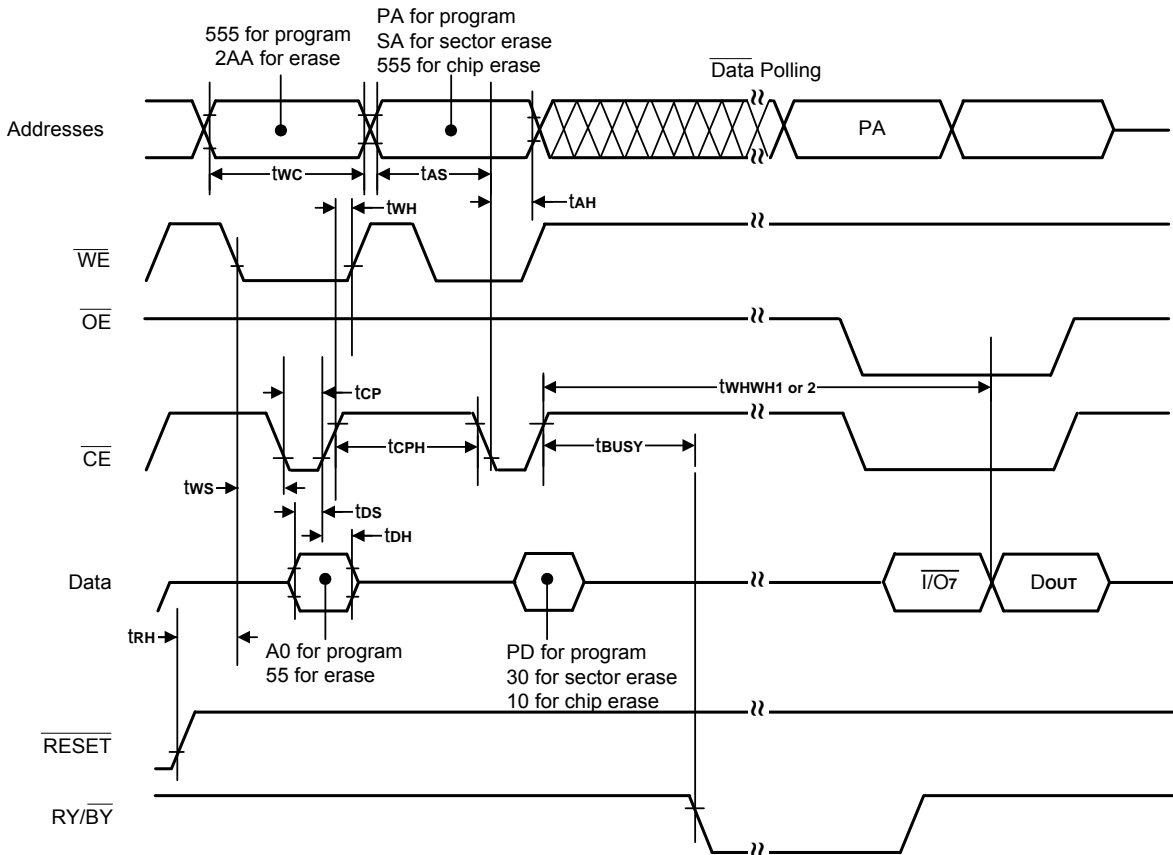 555 for program
2AA for erase
PA for program
SA for sector erase
555 for chip erase
Data Polling
Addresses
PA
tWC
tAS
tAH
tWH
WE
OE
tWHWH1 or 2
tCP
tCPH
tBUSY
CE
tWS
tDS
tDH
Data
I/O7
DOUT
tRH
A0 for program
55 for erase
PD for program
30 for sector erase
10 for chip erase
RESET
RY/BY